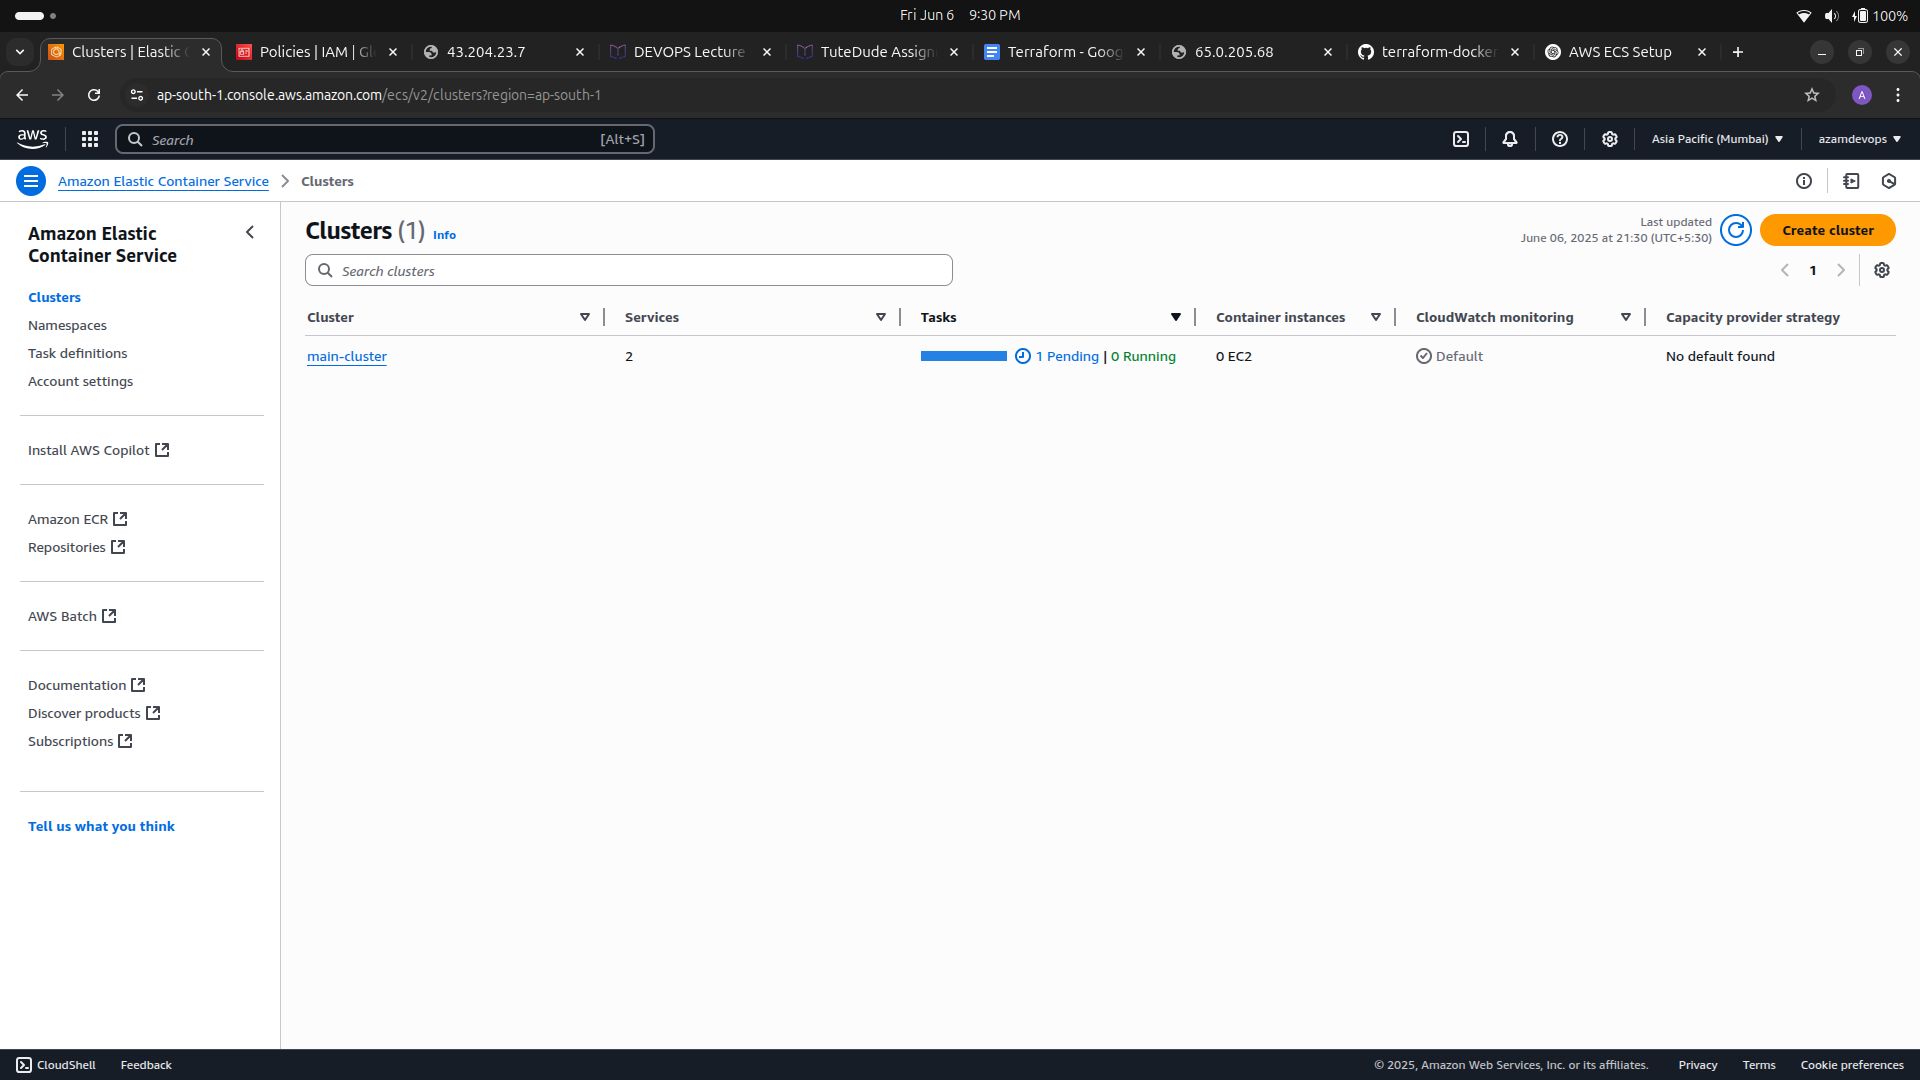 Fri Jun 6 9:30 PM
100%
Clusters | Elastic C
Policies | IAM | Gl
43.204.23.7
DEVOPS Lecture
TuteDude Assign
Terraform - Goog
65.0.205.68
terraform-docker
AWS ECS Setup
ap-south-1.console.aws.amazon.com/ecs/v2/clusters?region=ap-south-1
A
aws
Search
[Alt+S]
Asia Pacific (Mumbai)
azamdevops
Amazon Elastic Container Service
Clusters
Amazon Elastic
Container Service
Clusters
Namespaces
Task definitions
Account settings
Install AWS Copilot
Amazon ECR
Repositories
AWS Batch
Documentation
Discover products
Subscriptions
Tell us what you think
Clusters (1) Info
Last updated
June 06, 2025 at 21:30 (UTC+5:30)
Create cluster
Search clusters
1
Cluster Services Tasks Container instances CloudWatch monitoring Capacity provider strategy
main-cluster 2 1 Pending | 0 Running 0 EC2 Default No default found
CloudShell Feedback
© 2025, Amazon Web Services, Inc. or its affiliates. Privacy Terms Cookie preferences